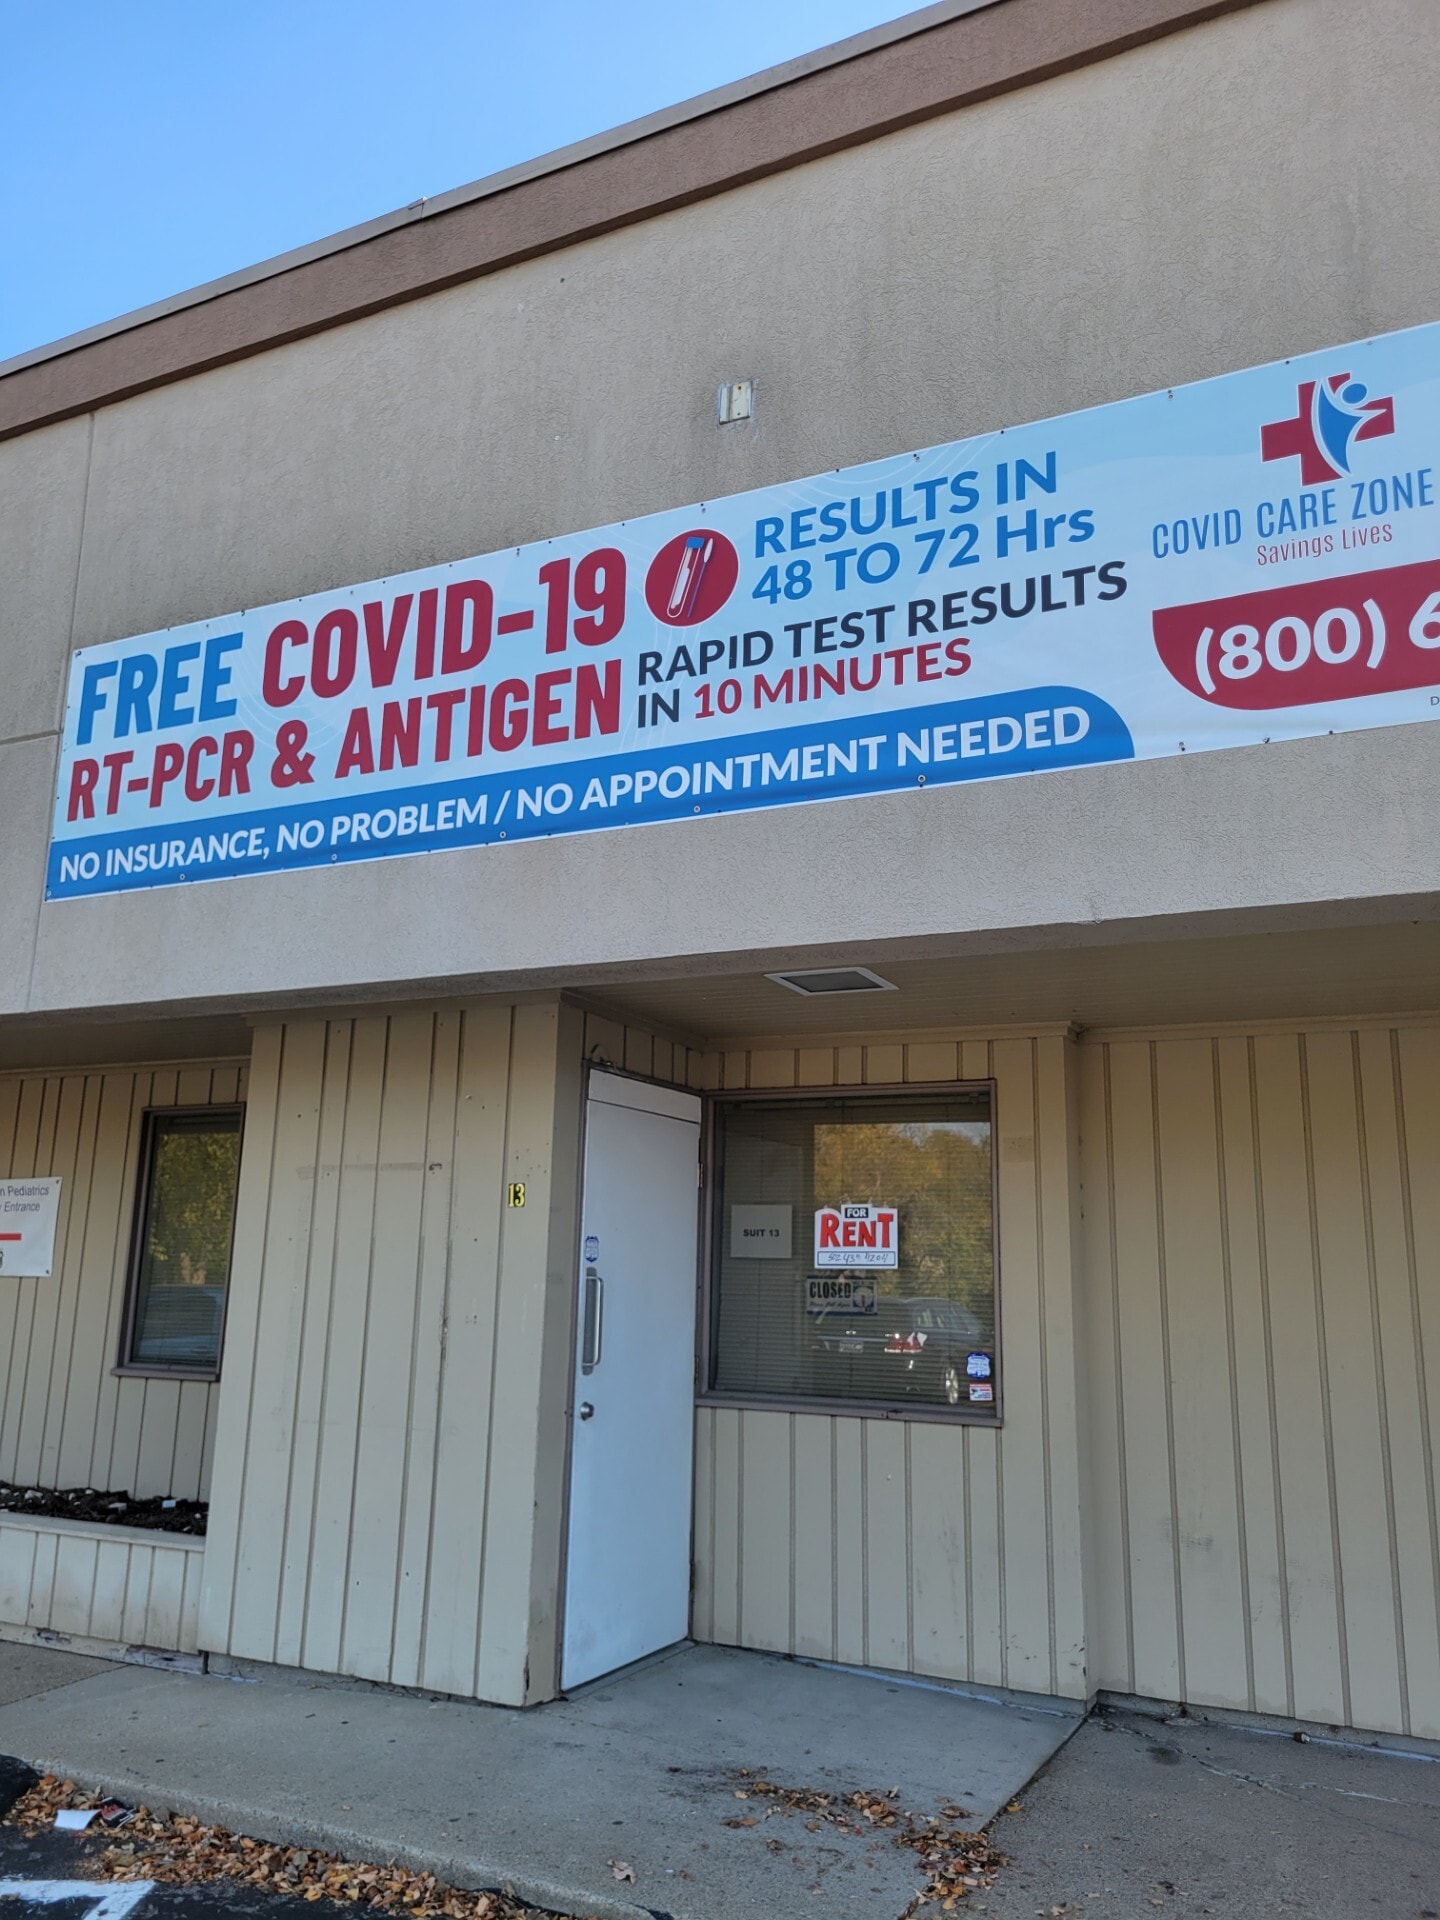 FREE COVID-19
RT-PCR & ANTIGEN
RESULTS IN
48 TO 72 Hrs
RAPID TEST RESULTS
IN 10 MINUTES
NO INSURANCE, NO PROBLEM / NO APPOINTMENT NEEDED
COVID CARE ZONE
Savings Lives
(800) 6
13
n Pediatrics
Entrance
SUIT 13
FOR
RENT
CLOSED